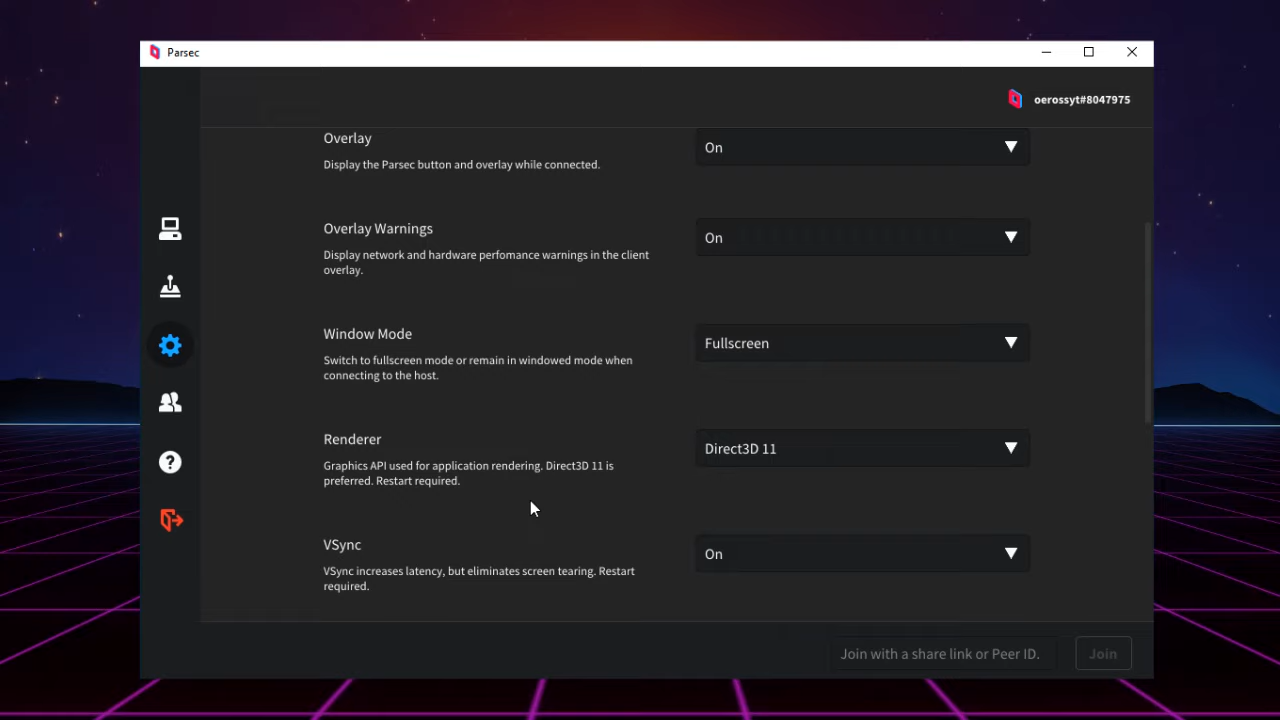 Parsec
oerossyt#8047975
Overlay
On
Display the Parsec button and overlay while connected.
Overlay Warnings
On
Display network and hardware perfomance warnings in the client
overlay.
Window Mode
Fullscreen
Switch to fullscreen mode or remain in windowed mode when
connecting to the host.
Renderer
Direct3D 11
Graphics API used for application rendering. Direct3D 11 is
preferred. Restart required.
VSync
On
VSync increases latency, but eliminates screen tearing. Restart
required.
Join with a share link or Peer ID.
Join